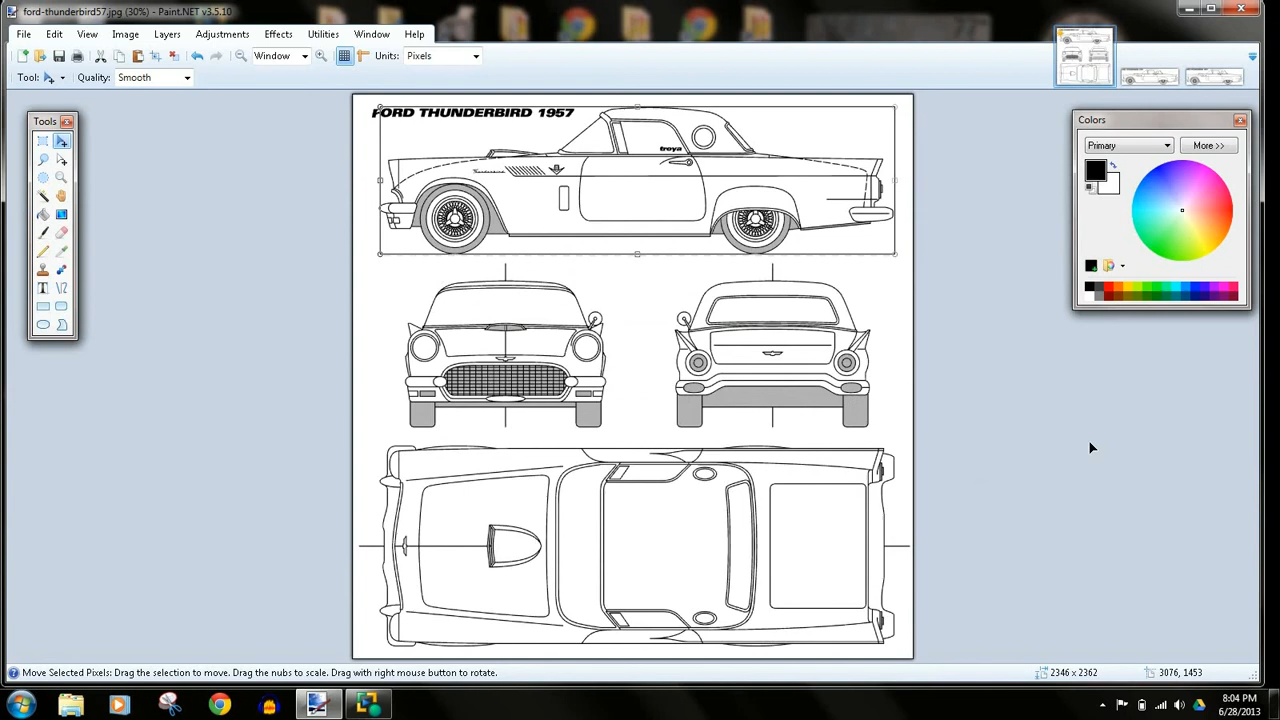 ford-thunderbird57.jpg (30%) - Paint.NET v3.5.10
File Edit View Image Layers Adjustments Effects Utilities Window Help
Window Pixels
Tool: Quality: Smooth
Tools
Colors
Primary More >>
FORD THUNDERBIRD 1957
troya
Thunderbird
Move Selected Pixels: Drag the selection to move. Drag the nubs to scale. Drag with right mouse button to rotate.
2346 x 2362
3076, 1453
8:04 PM
6/28/2013